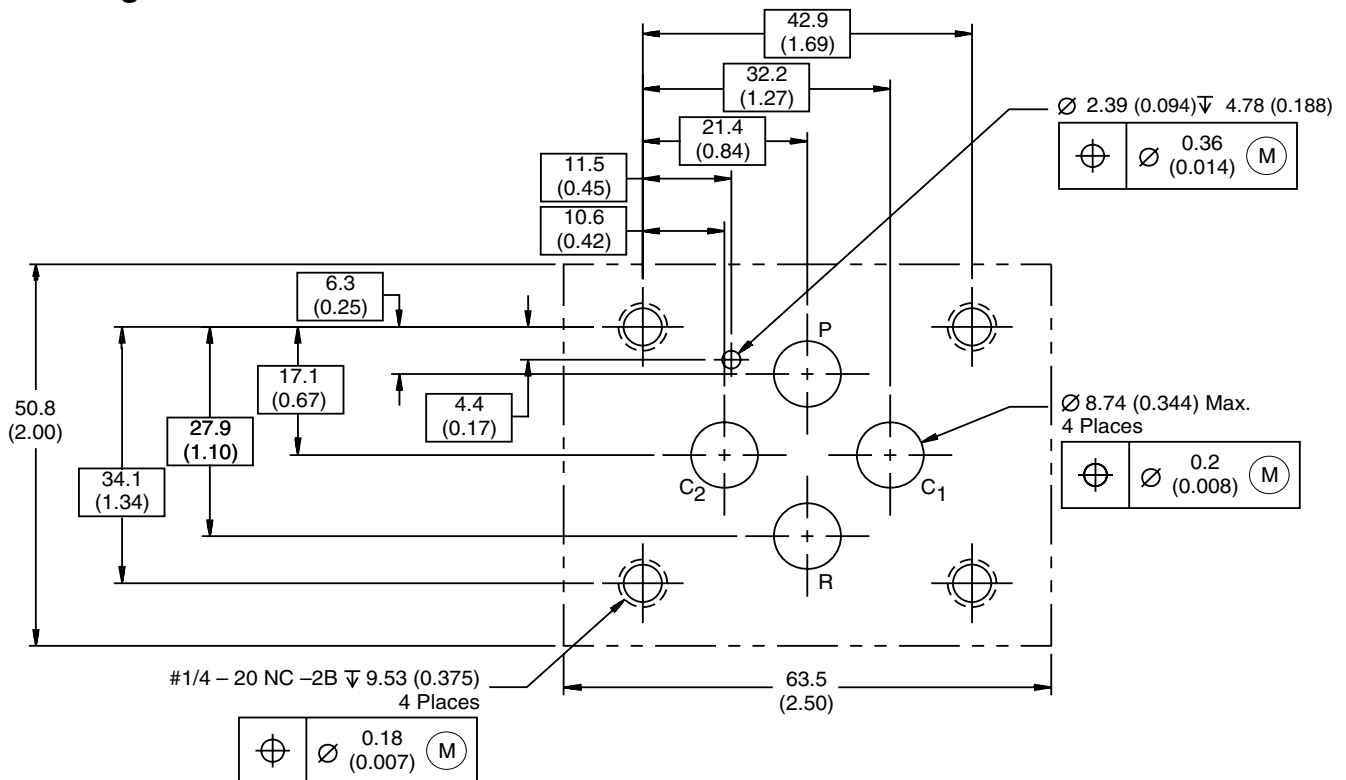 42.9
(1.69)
32.2
(1.27)
21.4
(0.84)
11.5
(0.45)
10.6
(0.42)
⌀ 2.39 (0.094)↧ 4.78 (0.188)
⌖ ⌀ 0.36 (0.014) Ⓜ
6.3
(0.25)
P
17.1
(0.67)
4.4
(0.17)
50.8
(2.00)
27.9
(1.10)
34.1
(1.34)
⌀ 8.74 (0.344) Max.
4 Places
⌖ ⌀ 0.2 (0.008) Ⓜ
C2
C1
R
#1/4 – 20 NC –2B ↧ 9.53 (0.375)
4 Places
⌖ ⌀ 0.18 (0.007) Ⓜ
63.5
(2.50)